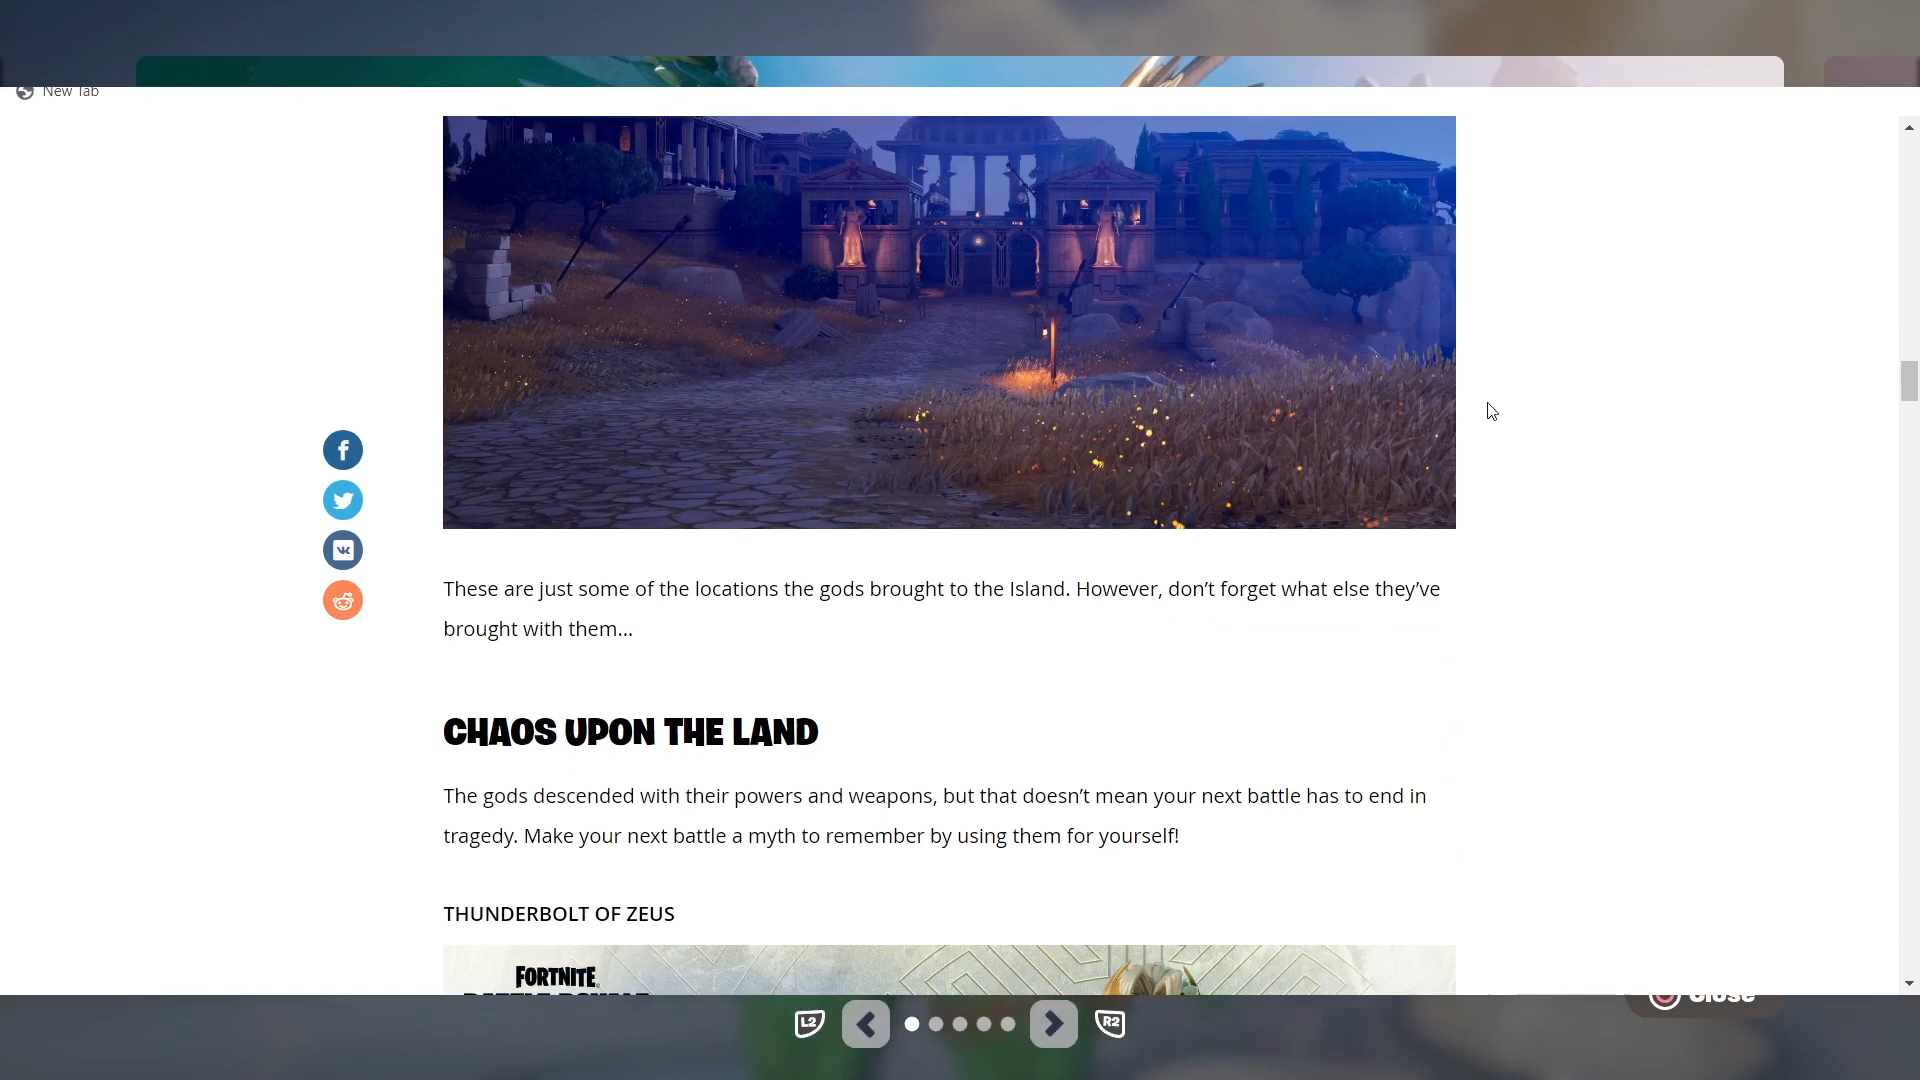 New Tab
These are just some of the locations the gods brought to the Island. However, don’t forget what else they’ve
brought with them...
CHAOS UPON THE LAND
The gods descended with their powers and weapons, but that doesn’t mean your next battle has to end in
tragedy. Make your next battle a myth to remember by using them for yourself!
THUNDERBOLT OF ZEUS
FORTNITE
BATTLE ROYALE
Close
L2
R2